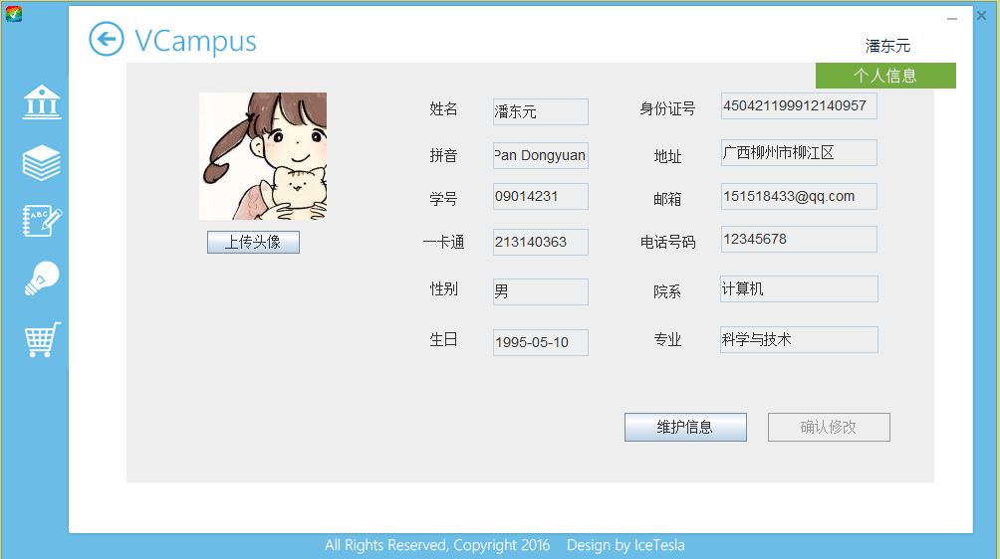 VCampus
潘东元
个人信息
上传头像
姓名 潘东元 身份证号 450421199912140957
拼音 Pan Dongyuan 地址 广西柳州市柳江区
学号 09014231 邮箱 151518433@qq.com
一卡通 213140363 电话号码 12345678
性别 男 院系 计算机
生日 1995-05-10 专业 科学与技术
维护信息 确认修改
ABC
All Rights Reserved, Copyright 2016 Design by IceTesla